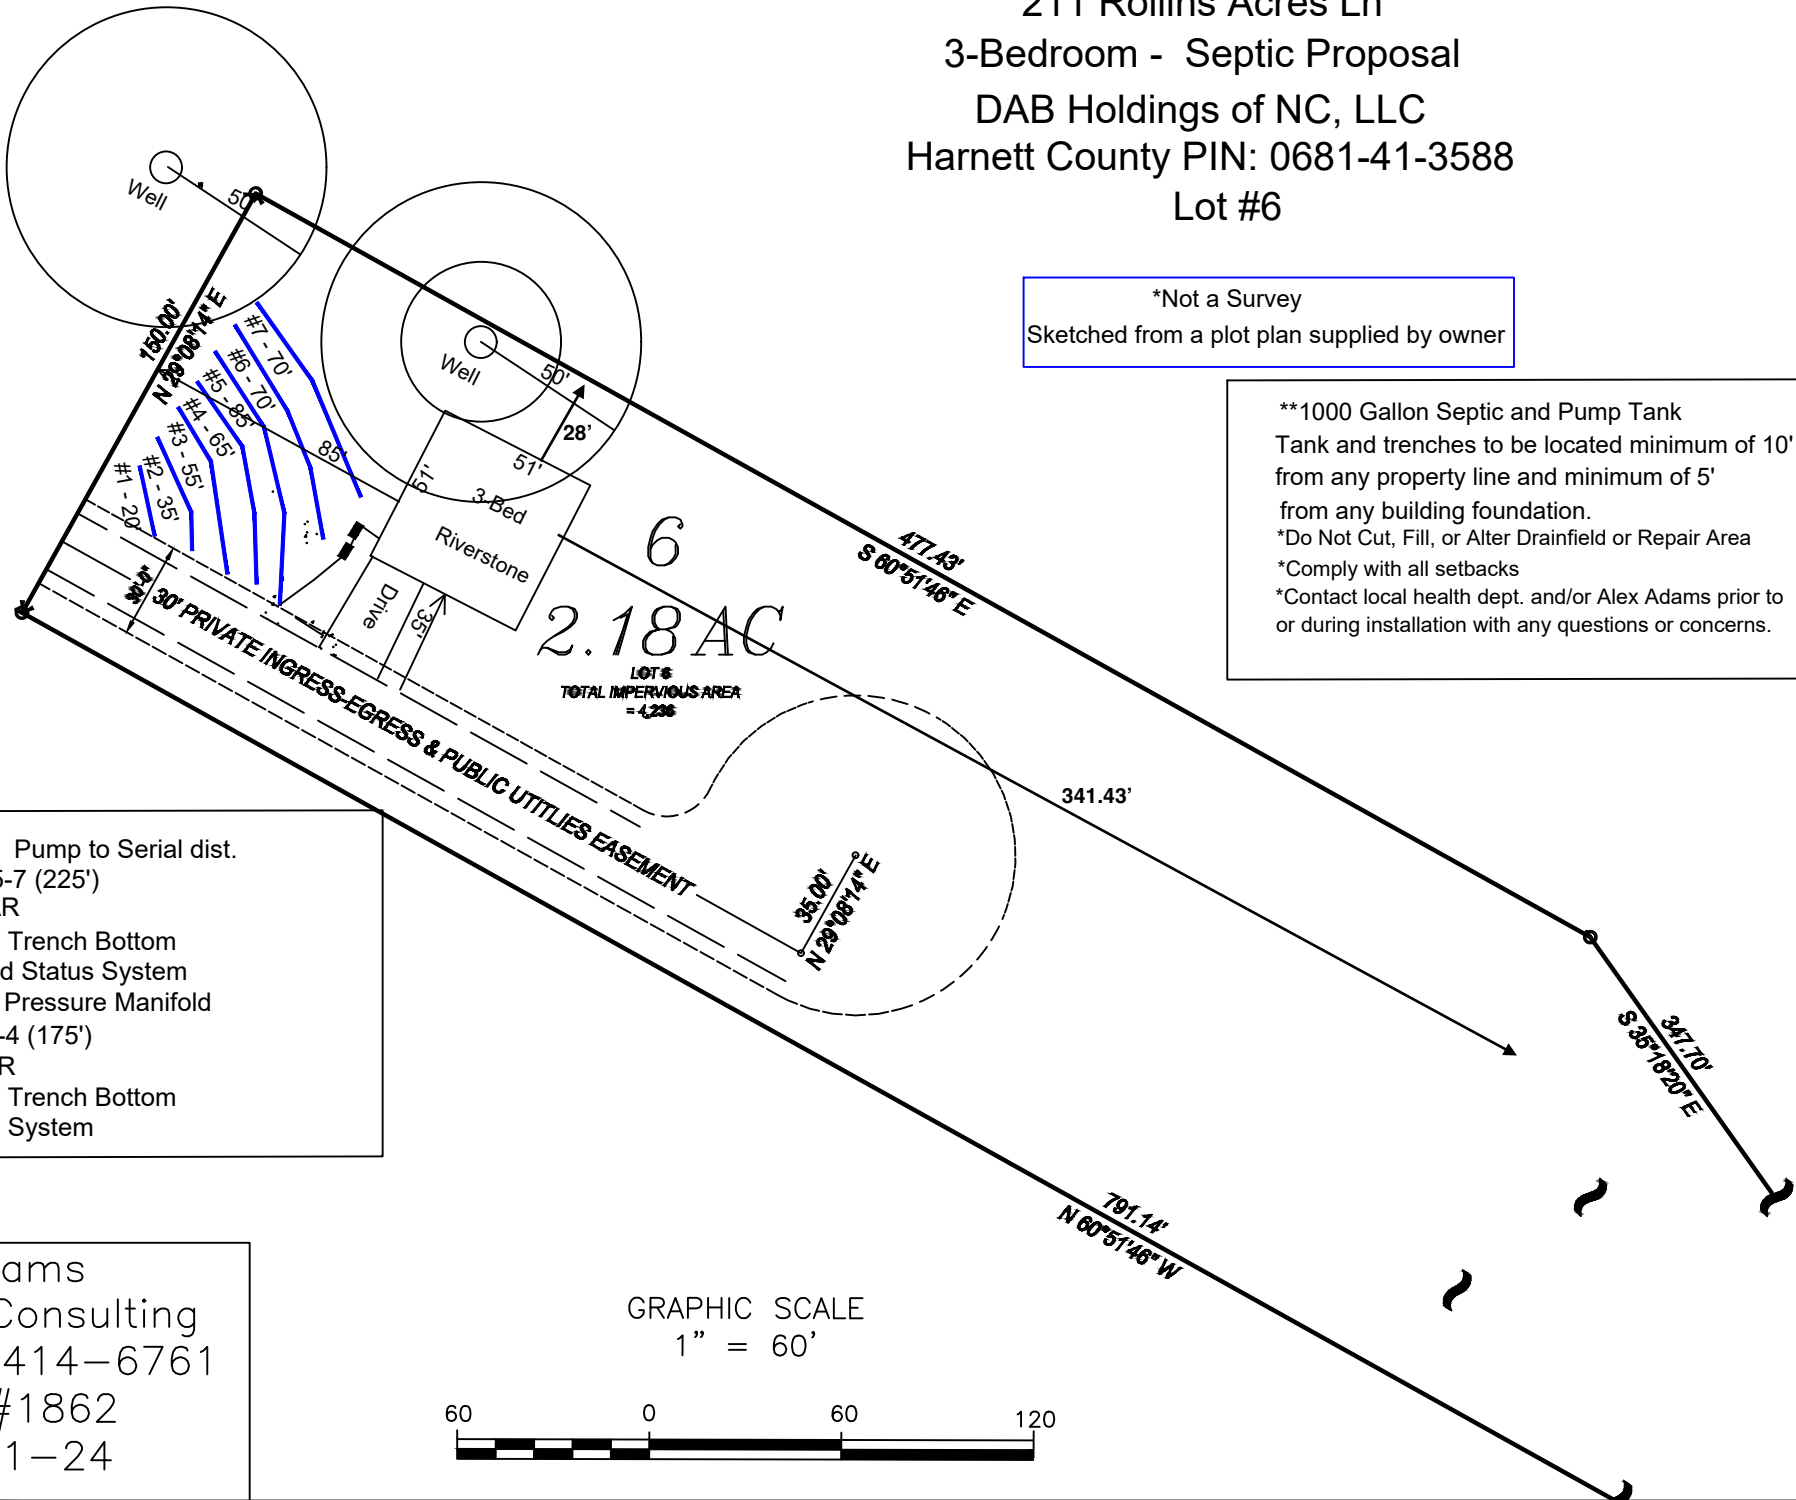 211 Rollins Acres Ln
3-Bedroom - Septic Proposal
DAB Holdings of NC, LLC
Harnett County PIN: 0681-41-3588
Lot #6
*Not a Survey
Sketched from a plot plan supplied by owner
**1000 Gallon Septic and Pump Tank
Tank and trenches to be located minimum of 10'
from any property line and minimum of 5'
from any building foundation.
*Do Not Cut, Fill, or Alter Drainfield or Repair Area
*Comply with all setbacks
*Contact local health dept. and/or Alex Adams prior to
or during installation with any questions or concerns.
Well
50'
Well
50'
150.00'
N 29°08'14" E
#7 - 70'
#6 - 70'
#5 - 85'
#4 - 65'
#3 - 55'
#2 - 35'
#1 - 20'
85'
28'
51'
51'
3-Bed
Riverstone
Drive
35'
6
2.18 AC
LOT 6
TOTAL IMPERVIOUS AREA
= 4,236
477.43'
S 60°51'46" E
30' PRIVATE INGRESS-EGRESS & PUBLIC UTITLIES EASEMENT
341.43'
35.00'
N 29°08'14" E
347.70'
S 35°18'20" E
791.14'
N 60°51'46" W
Pump to Serial dist.
5-7 (225')
R
Trench Bottom
d Status System
Pressure Manifold
-4 (175')
R
Trench Bottom
System
ams
Consulting
414-6761
#1862
1-24
GRAPHIC SCALE
1" = 60'
60 0 60 120